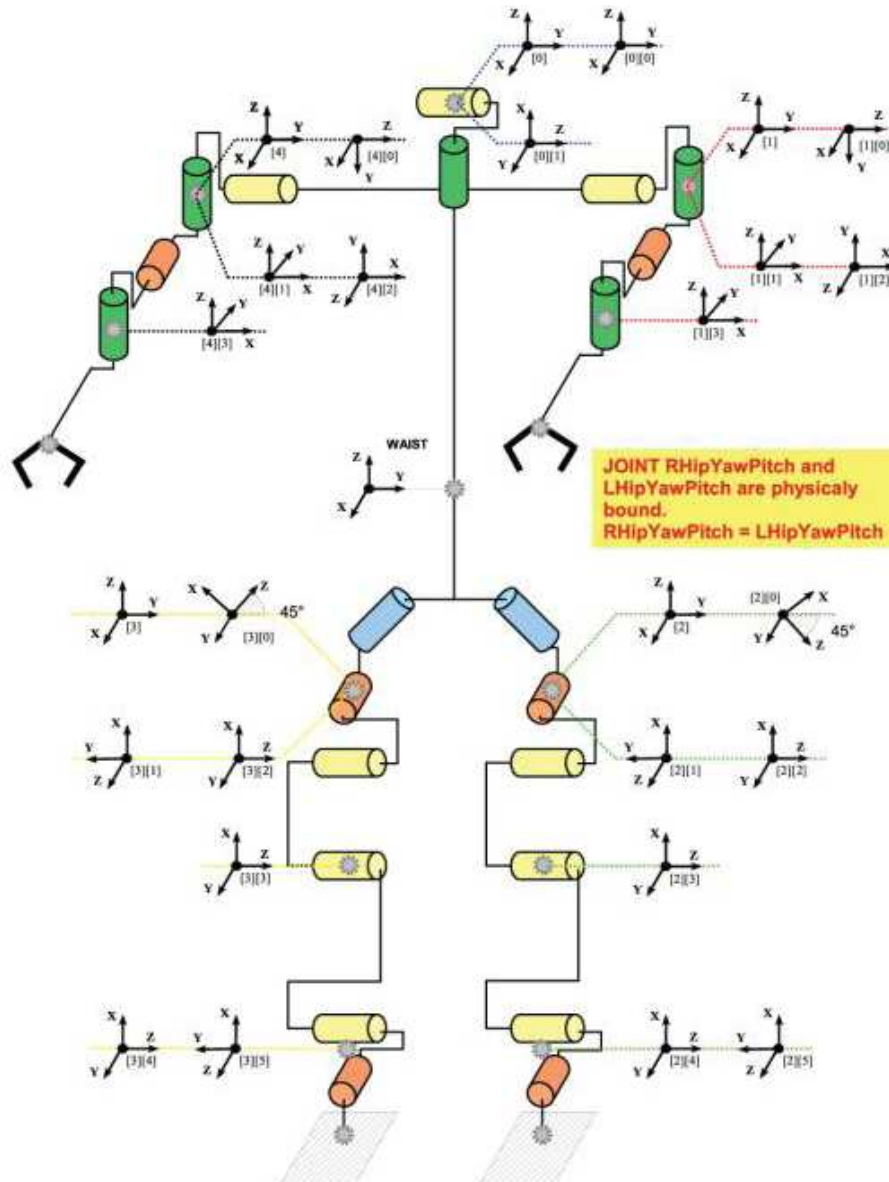 Z
Y
X
[0]
Z
Y
X
[0][0]
Z
Y
X
[4]
Z
X
[4][0]
Y
Z
Y
X
[0][1]
Z
Y
X
[1]
Z
X
[1][0]
Y
Z
Y
X
[4][1]
Y
X
Z
[4][2]
Z
Y
X
[1][1]
Y
X
Z
[1][2]
Z
Y
X
[4][3]
Z
Y
X
[1][3]
WAIST
Z
Y
X
JOINT RHipYawPitch and
LHipYawPitch are physicaly
bound.
RHipYawPitch = LHipYawPitch
Z
Y
X
[3]
X
Z
Y
[3][0]
45°
Z
Y
X
[2]
[2][0]
X
Y
Z
45°
X
Y
Z
[3][1]
X
Z
Y
[3][2]
X
Y
Z
[2][1]
X
Z
Y
[2][2]
X
Z
Y
[3][3]
X
Z
Y
[2][3]
X
Z
Y
[3][4]
X
Y
Z
[3][5]
X
Z
Y
[2][4]
X
Y
Z
[2][5]